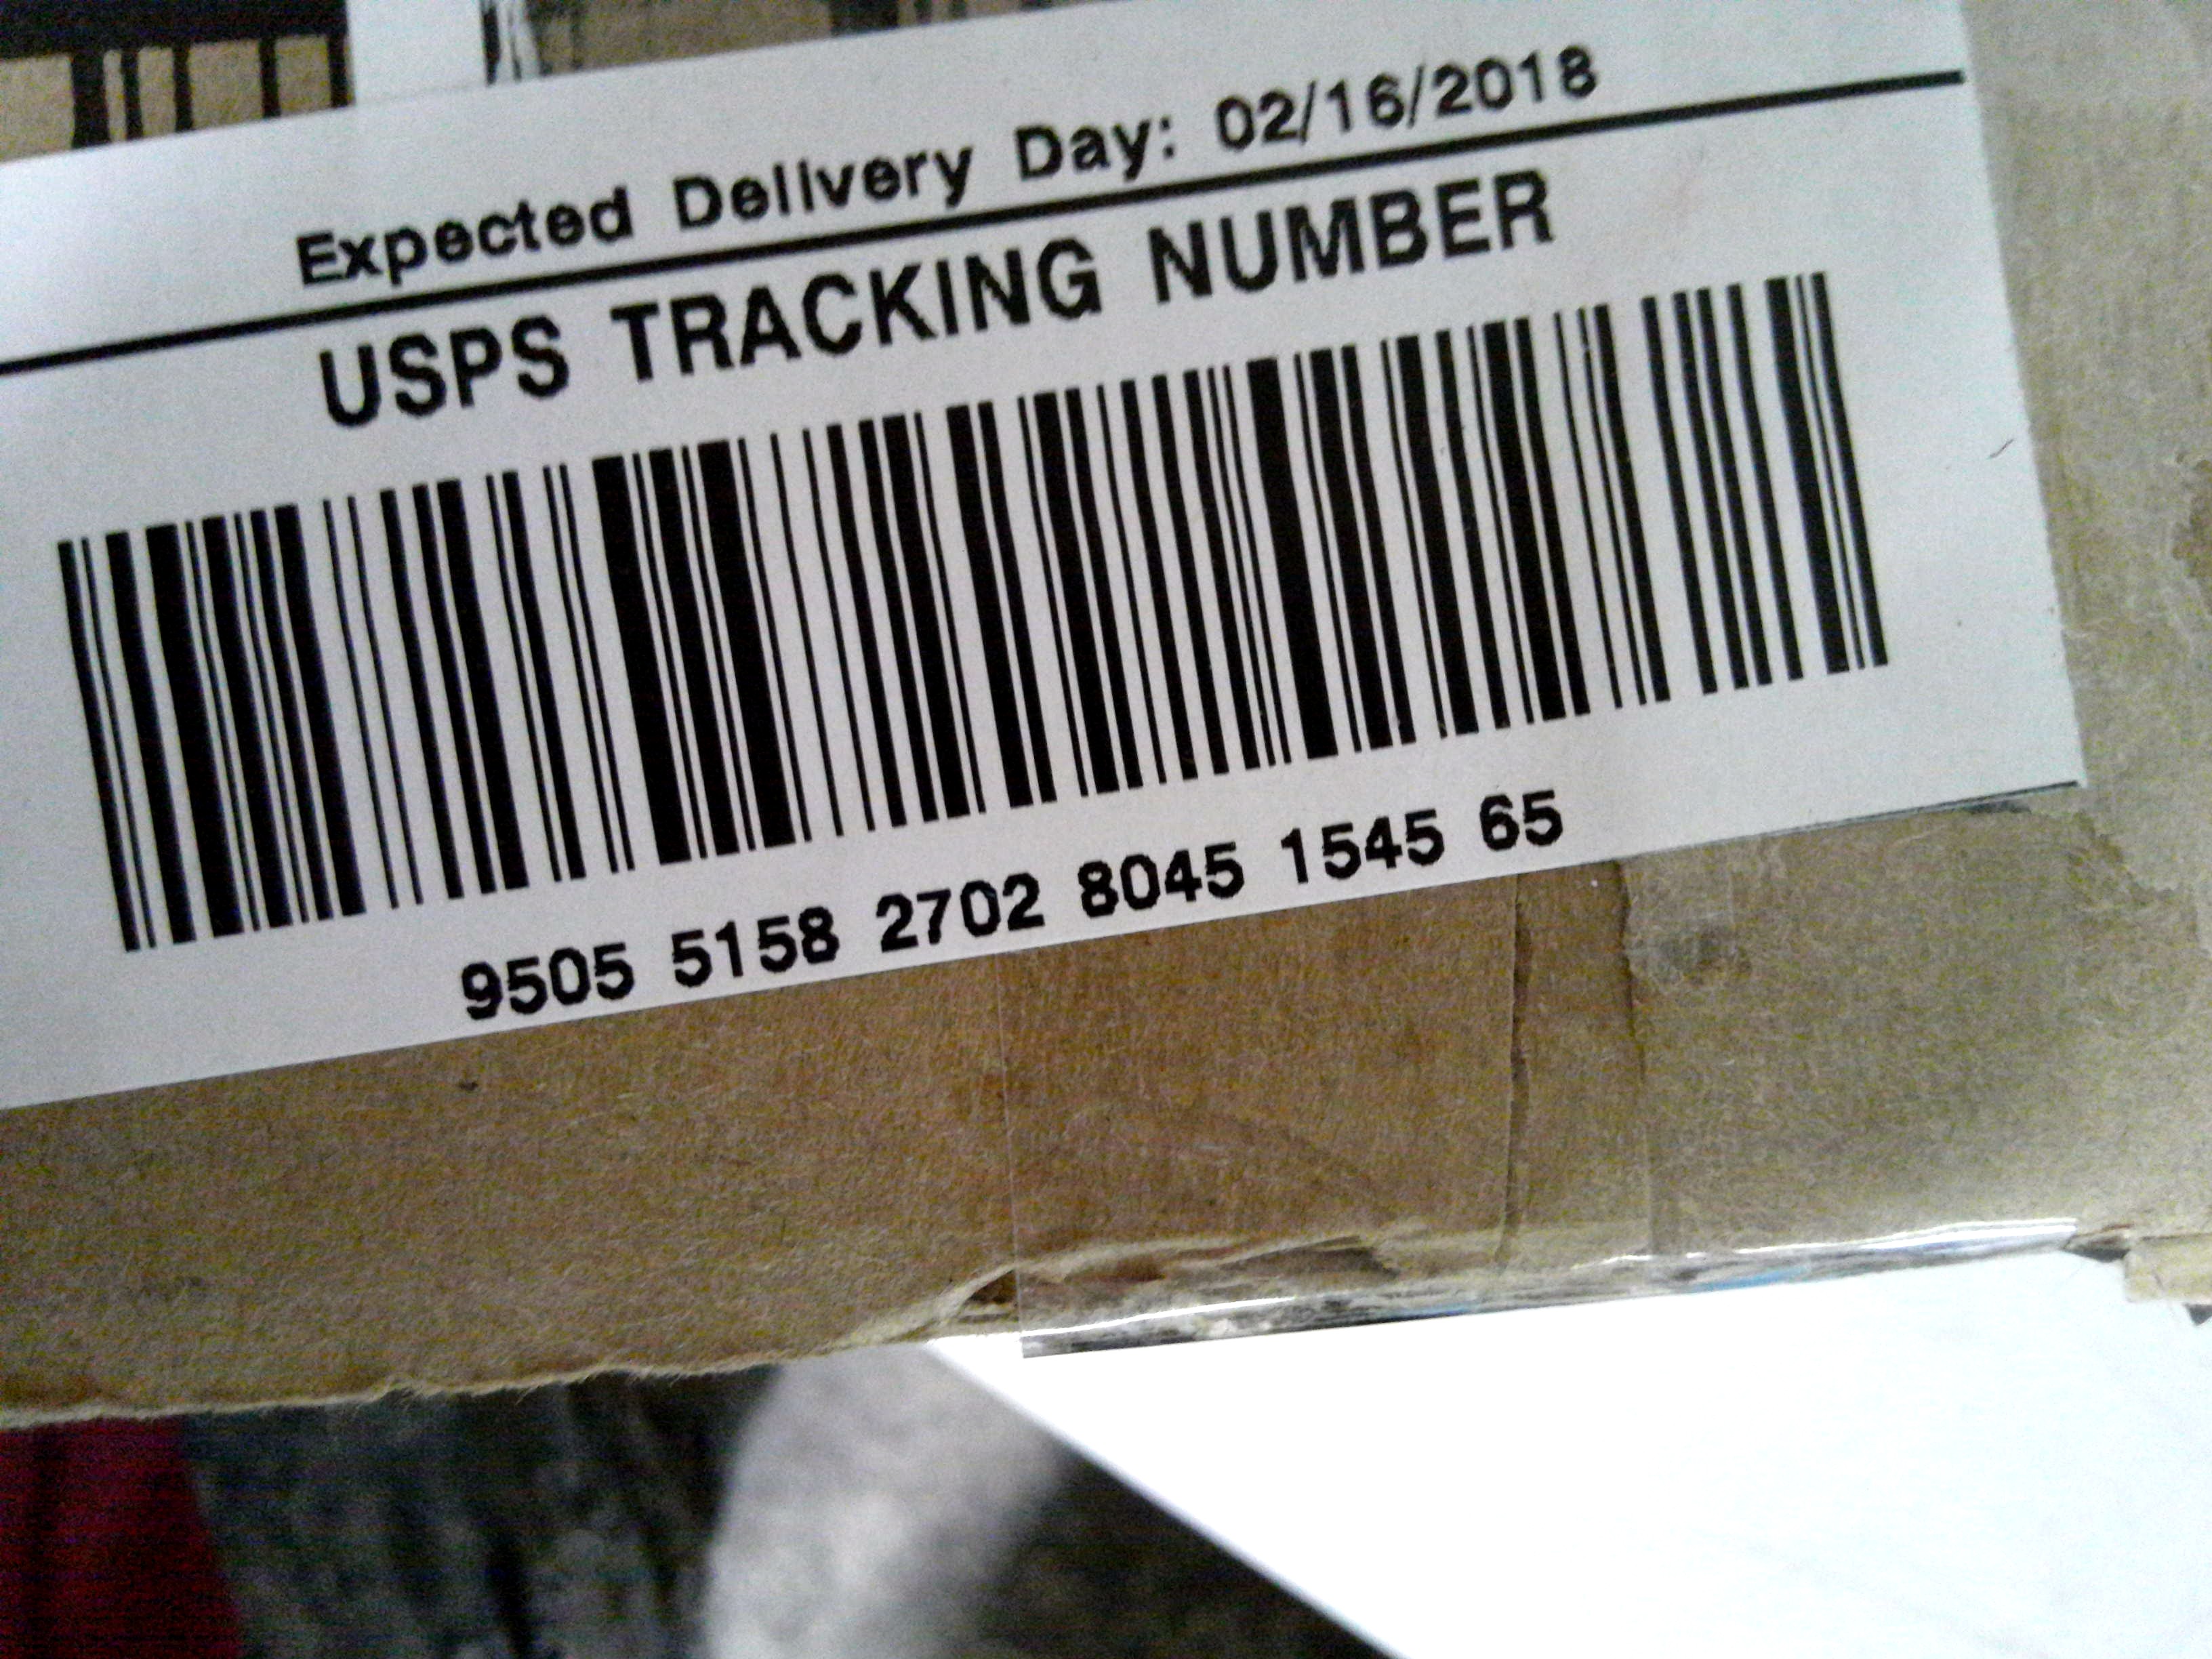 Expected Delivery Day: 02/16/2018
USPS TRACKING NUMBER
9505 5158 2702 8045 1545 65